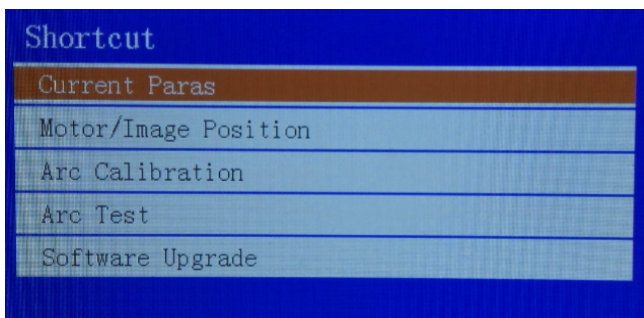 Shortcut
Current Paras
Motor/Image Position
Arc Calibration
Arc Test
Software Upgrade